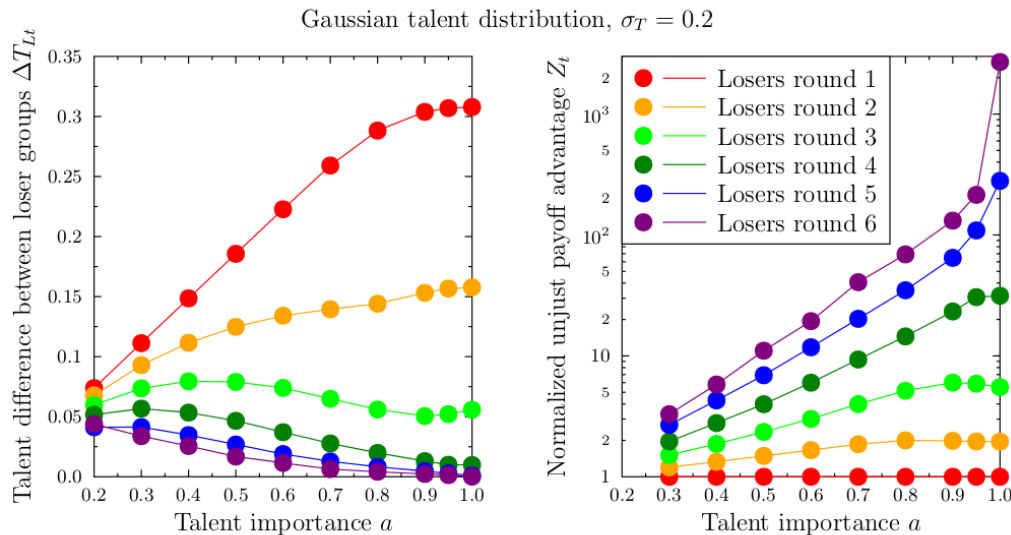 Gaussian talent distribution, σ_T = 0.2
Talent difference between loser groups ΔT_{Lt}
0.35
0.3
0.25
0.2
0.15
0.1
0.05
0.0
0.2 0.3 0.4 0.5 0.6 0.7 0.8 0.9 1.0
Talent importance a
Normalized unjust payoff advantage Z_t
2
10³
5
2
10²
5
2
10
5
2
1
Losers round 1
Losers round 2
Losers round 3
Losers round 4
Losers round 5
Losers round 6
0.2 0.3 0.4 0.5 0.6 0.7 0.8 0.9 1.0
Talent importance a